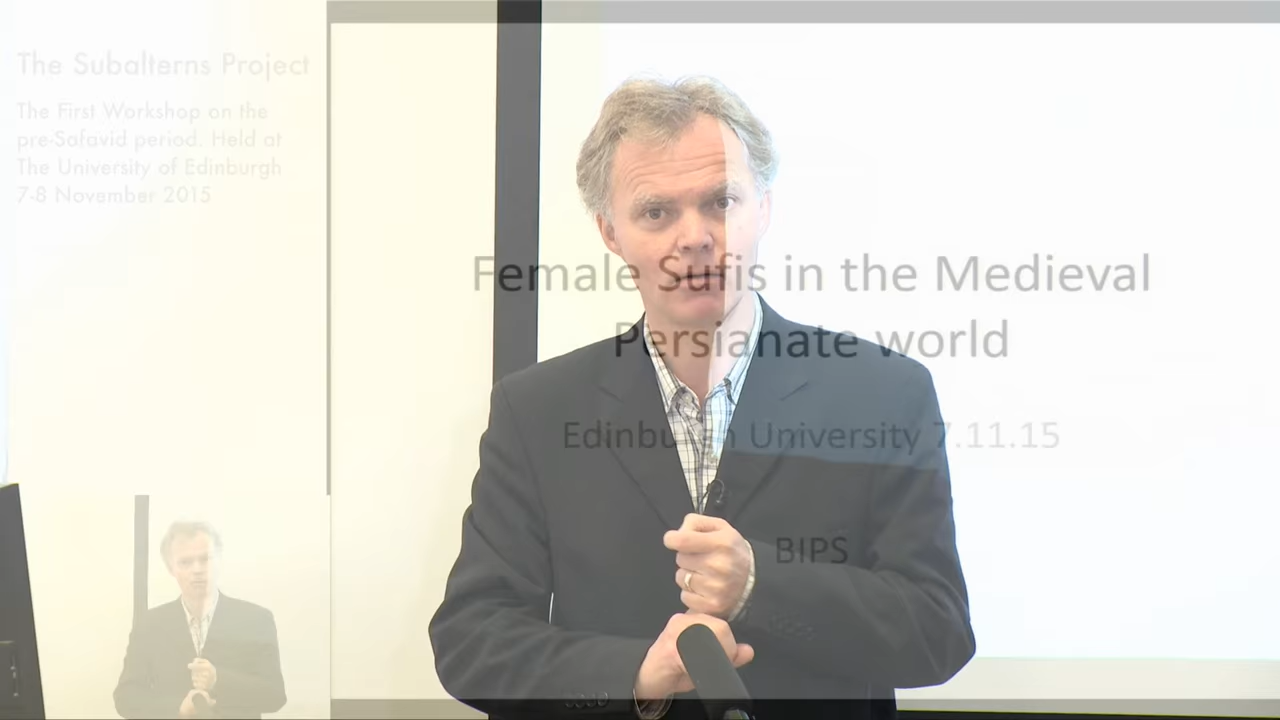 The Subalterns Project
The First Workshop on the
pre-Safavid period. Held at
The University of Edinburgh
7-8 November 2015
Female Sufis in the Medieval
Persianate world
Edinburgh University 7.11.15
BIPS